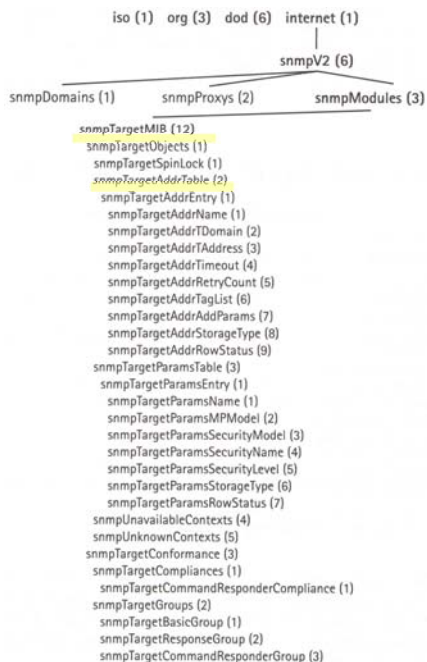 iso (1) org (3) dod (6) internet (1)
snmpV2 (6)
snmpDomains (1) snmpProxys (2) snmpModules (3)
snmpTargetMIB (12)
snmpTargetObjects (1)
snmpTargetSpinLock (1)
snmpTargetAddrTable (2)
snmpTargetAddrEntry (1)
snmpTargetAddrName (1)
snmpTargetAddrTDomain (2)
snmpTargetAddrTAddress (3)
snmpTargetAddrTimeout (4)
snmpTargetAddrRetryCount (5)
snmpTargetAddrTagList (6)
snmpTargetAddrAddParams (7)
snmpTargetAddrStorageType (8)
snmpTargetAddrRowStatus (9)
snmpTargetParamsTable (3)
snmpTargetParamsEntry (1)
snmpTargetParamsName (1)
snmpTargetParamsMPModel (2)
snmpTargetParamsSecurityModel (3)
snmpTargetParamsSecurityName (4)
snmpTargetParamsSecurityLevel (5)
snmpTargetParamsStorageType (6)
snmpTargetParamsRowStatus (7)
snmpUnavailableContexts (4)
snmpUnknownContexts (5)
snmpTargetConformance (3)
snmpTargetCompliances (1)
snmpTargetCommandResponderCompliance (1)
snmpTargetGroups (2)
snmpTargetBasicGroup (1)
snmpTargetResponseGroup (2)
snmpTargetCommandResponderGroup (3)